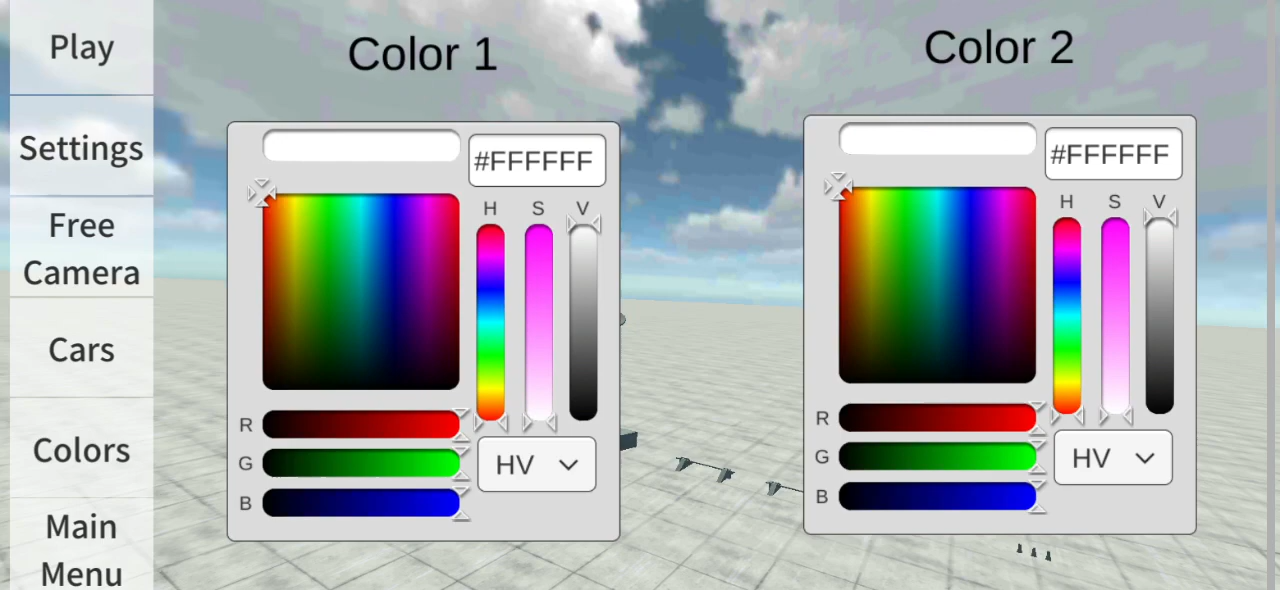 Play
Settings
Free
Camera
Cars
Colors
Main
Menu
Color 1
#FFFFFF
H S V
R
G
B
HV
Color 2
#FFFFFF
H S V
R
G
B
HV